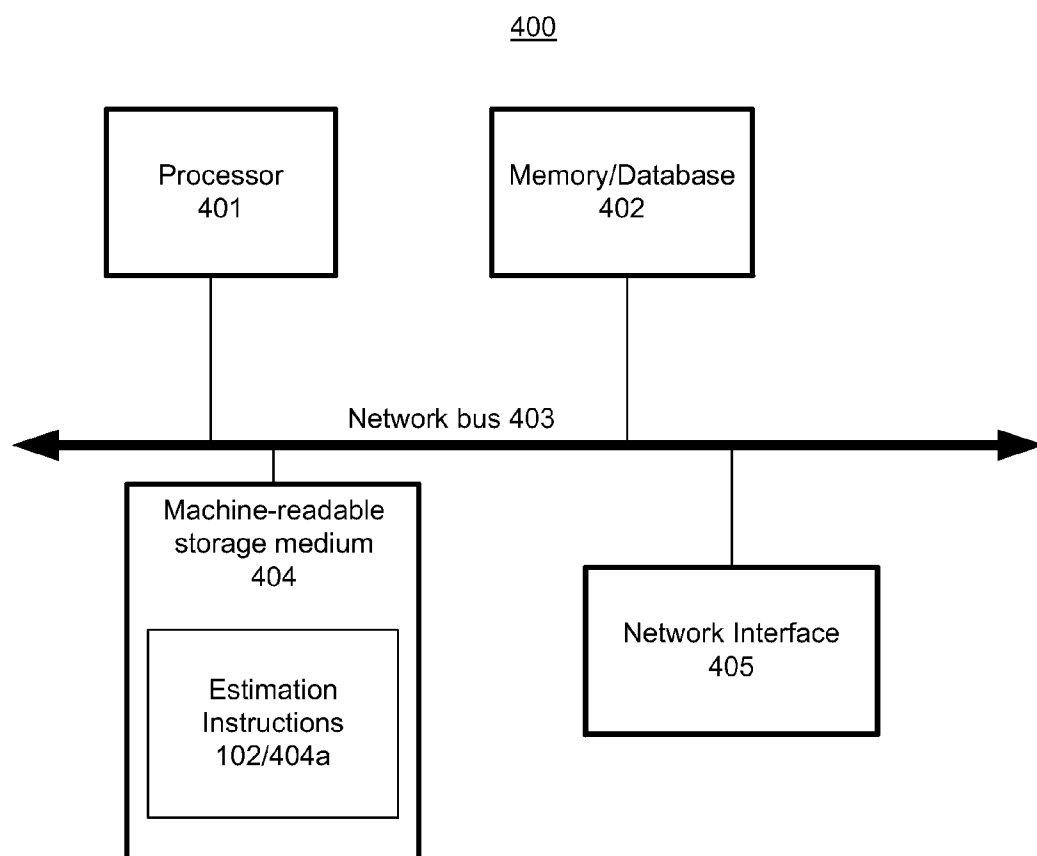 400
Processor
401
Memory/Database
402
Network bus 403
Machine-readable
storage medium
404
Estimation
Instructions
102/404a
Network Interface
405